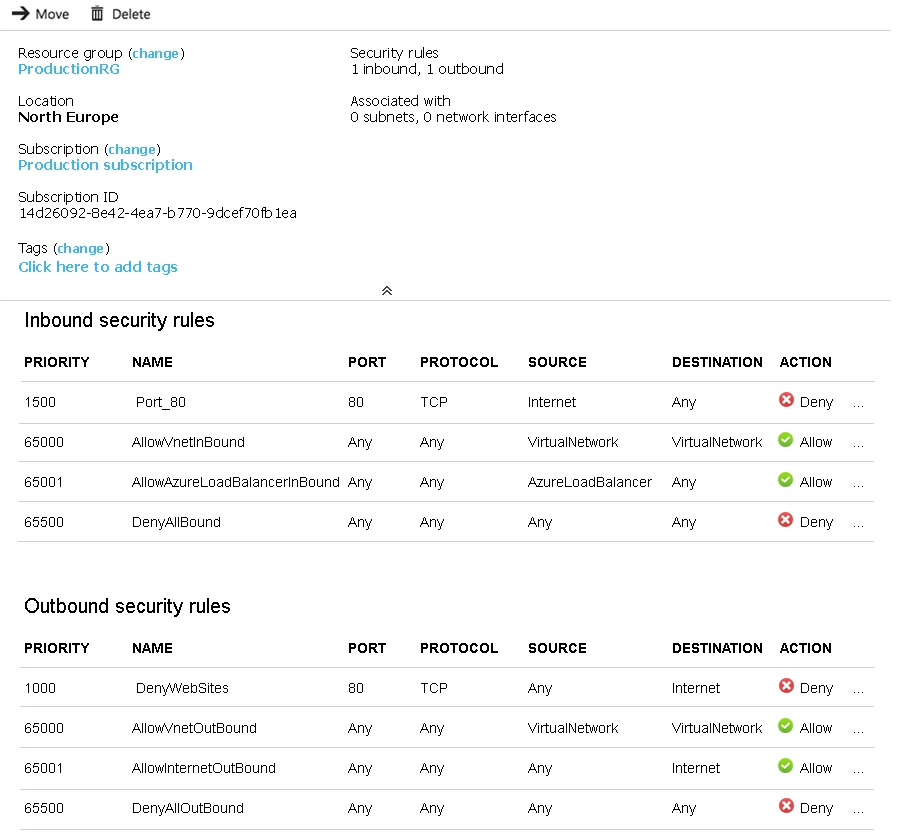 Move Delete
Resource group (change) Security rules
ProductionRG 1 inbound, 1 outbound
Location Associated with
North Europe 0 subnets, 0 network interfaces
Subscription (change)
Production subscription
Subscription ID
14d26092-8e42-4ea7-b770-9dcef70fb1ea
Tags (change)
Click here to add tags
Inbound security rules
PRIORITY NAME PORT PROTOCOL SOURCE DESTINATION ACTION
1500 Port_80 80 TCP Internet Any Deny ...
65000 AllowVnetInBound Any Any VirtualNetwork VirtualNetwork Allow ...
65001 AllowAzureLoadBalancerInBound Any Any AzureLoadBalancer Any Allow ...
65500 DenyAllBound Any Any Any Any Deny ...
Outbound security rules
PRIORITY NAME PORT PROTOCOL SOURCE DESTINATION ACTION
1000 DenyWebSites 80 TCP Any Internet Deny ...
65000 AllowVnetOutBound Any Any VirtualNetwork VirtualNetwork Allow ...
65001 AllowInternetOutBound Any Any Any Internet Allow ...
65500 DenyAllOutBound Any Any Any Any Deny ...